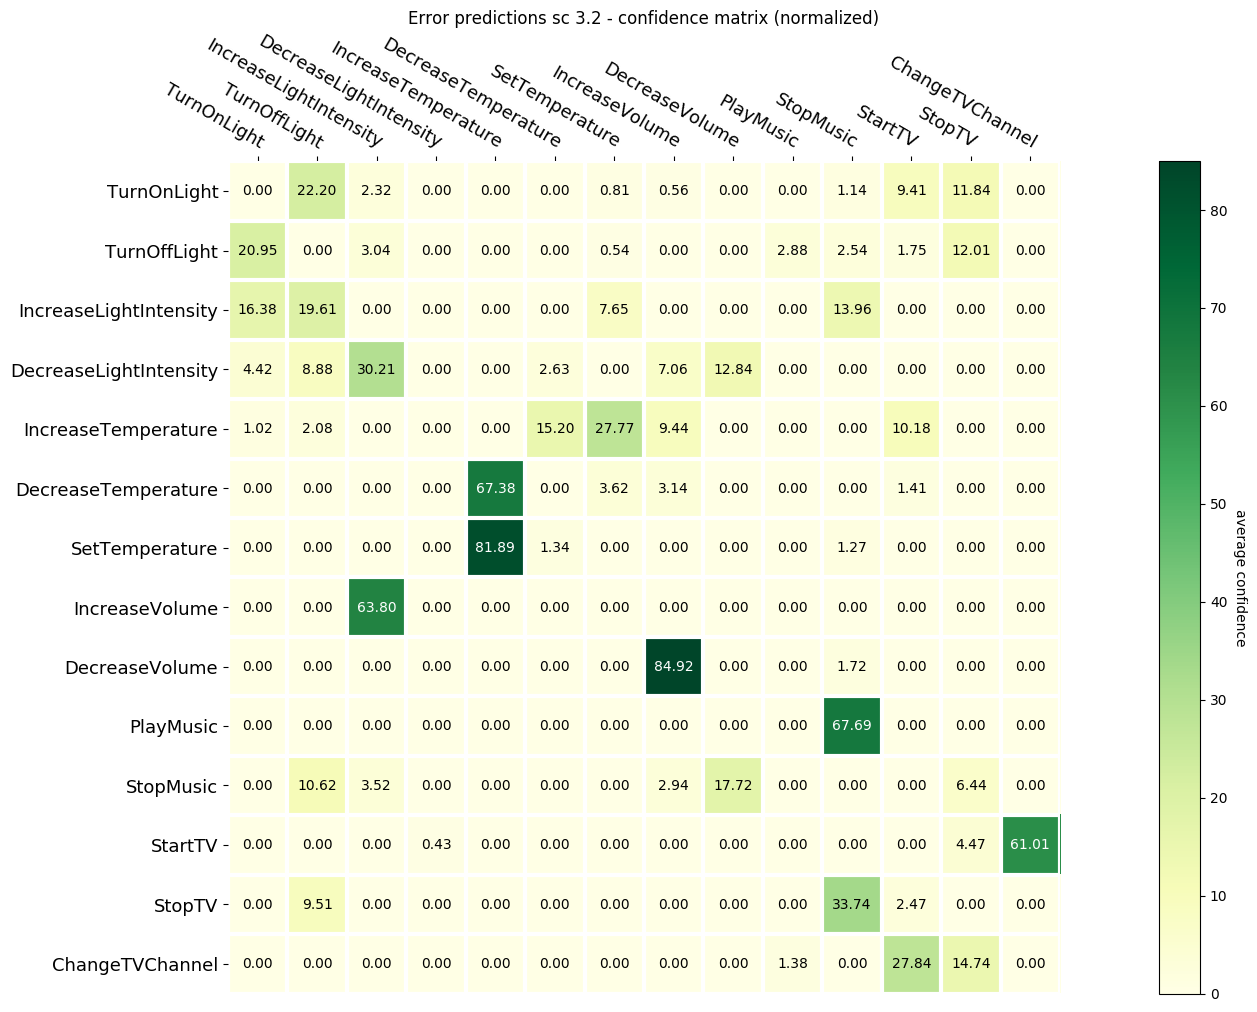 Error predictions sc 3.2 - confidence matrix (normalized)
TurnOnLight
TurnOffLight
IncreaseLightIntensity
DecreaseLightIntensity
IncreaseTemperature
DecreaseTemperature
SetTemperature
IncreaseVolume
DecreaseVolume
PlayMusic
StopMusic
StartTV
StopTV
ChangeTVChannel
TurnOnLight 0.00 22.20 2.32 0.00 0.00 0.00 0.81 0.56 0.00 0.00 1.14 9.41 11.84 0.00
TurnOffLight 20.95 0.00 3.04 0.00 0.00 0.00 0.54 0.00 0.00 2.88 2.54 1.75 12.01 0.00
IncreaseLightIntensity 16.38 19.61 0.00 0.00 0.00 0.00 7.65 0.00 0.00 0.00 13.96 0.00 0.00 0.00
DecreaseLightIntensity 4.42 8.88 30.21 0.00 0.00 2.63 0.00 7.06 12.84 0.00 0.00 0.00 0.00 0.00
IncreaseTemperature 1.02 2.08 0.00 0.00 0.00 15.20 27.77 9.44 0.00 0.00 0.00 10.18 0.00 0.00
DecreaseTemperature 0.00 0.00 0.00 0.00 67.38 0.00 3.62 3.14 0.00 0.00 0.00 1.41 0.00 0.00
SetTemperature 0.00 0.00 0.00 0.00 81.89 1.34 0.00 0.00 0.00 0.00 1.27 0.00 0.00 0.00
IncreaseVolume 0.00 0.00 63.80 0.00 0.00 0.00 0.00 0.00 0.00 0.00 0.00 0.00 0.00 0.00
DecreaseVolume 0.00 0.00 0.00 0.00 0.00 0.00 0.00 84.92 0.00 0.00 1.72 0.00 0.00 0.00
PlayMusic 0.00 0.00 0.00 0.00 0.00 0.00 0.00 0.00 0.00 0.00 67.69 0.00 0.00 0.00
StopMusic 0.00 10.62 3.52 0.00 0.00 0.00 0.00 2.94 17.72 0.00 0.00 0.00 6.44 0.00
StartTV 0.00 0.00 0.00 0.43 0.00 0.00 0.00 0.00 0.00 0.00 0.00 0.00 4.47 61.01
StopTV 0.00 9.51 0.00 0.00 0.00 0.00 0.00 0.00 0.00 0.00 33.74 2.47 0.00 0.00
ChangeTVChannel 0.00 0.00 0.00 0.00 0.00 0.00 0.00 0.00 0.00 1.38 0.00 27.84 14.74 0.00
80
70
60
50
40
30
20
10
0
average confidence